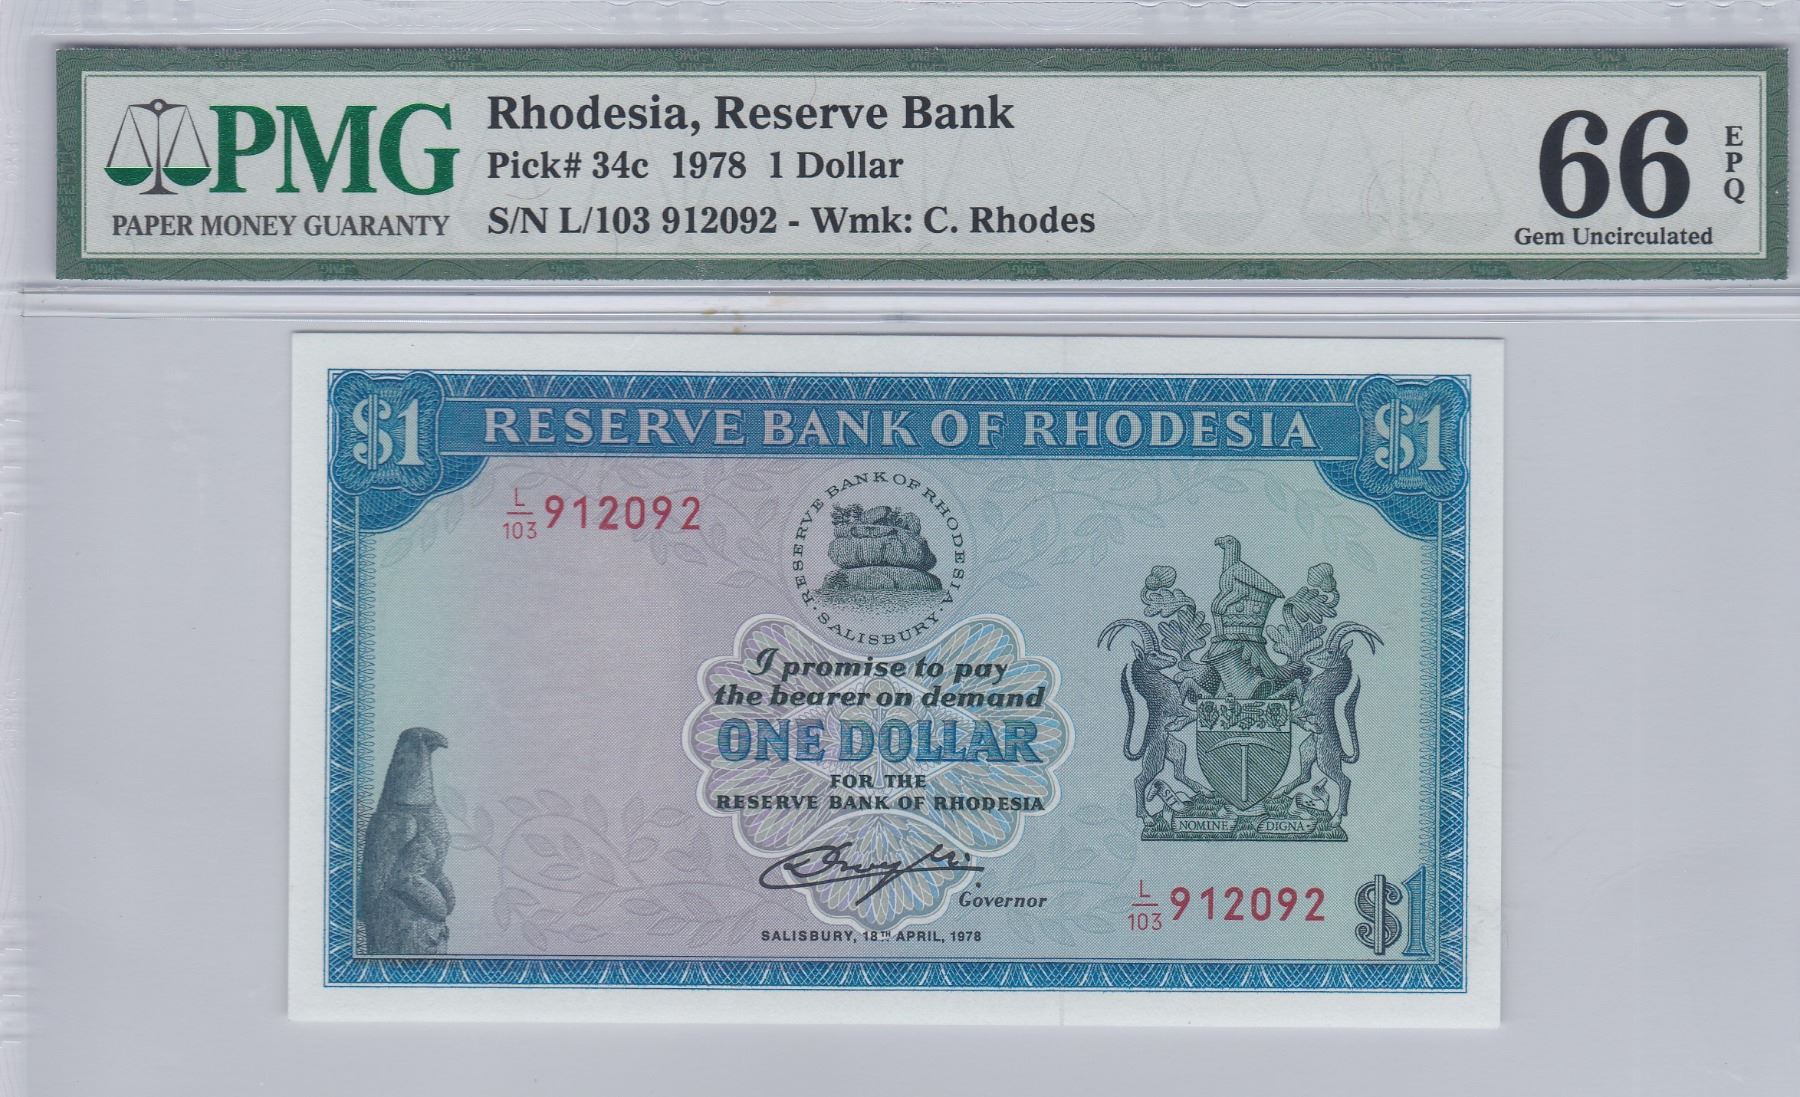 PMG
PAPER MONEY GUARANTY
Rhodesia, Reserve Bank
Pick# 34c 1978 1 Dollar
S/N L/103 912092 - Wmk: C. Rhodes
66
EPQ
Gem Uncirculated
$1 RESERVE BANK OF RHODESIA $1
L/103 912092
RESERVE BANK OF RHODESIA · SALISBURY ·
I promise to pay
the bearer on demand
ONE DOLLAR
FOR THE
RESERVE BANK OF RHODESIA
SIT NOMINE DIGNA
Governor
L/103 912092 $1
SALISBURY, 18TH APRIL, 1978